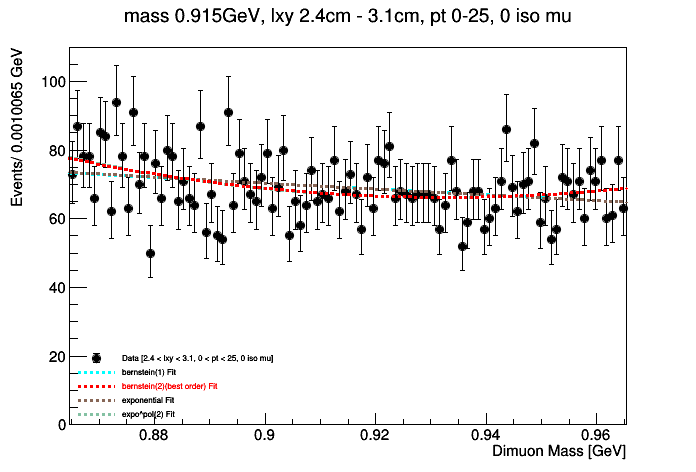 mass 0.915GeV, lxy 2.4cm - 3.1cm, pt 0-25, 0 iso mu
Events/ 0.0010065 GeV
100
80
60
40
20
0
Data [2.4 < lxy < 3.1, 0 < pt < 25, 0 iso mu]
bernstein(1) Fit
bernstein(2)(best order) Fit
exponential Fit
expo*pol(2) Fit
0.88 0.9 0.92 0.94 0.96
Dimuon Mass [GeV]